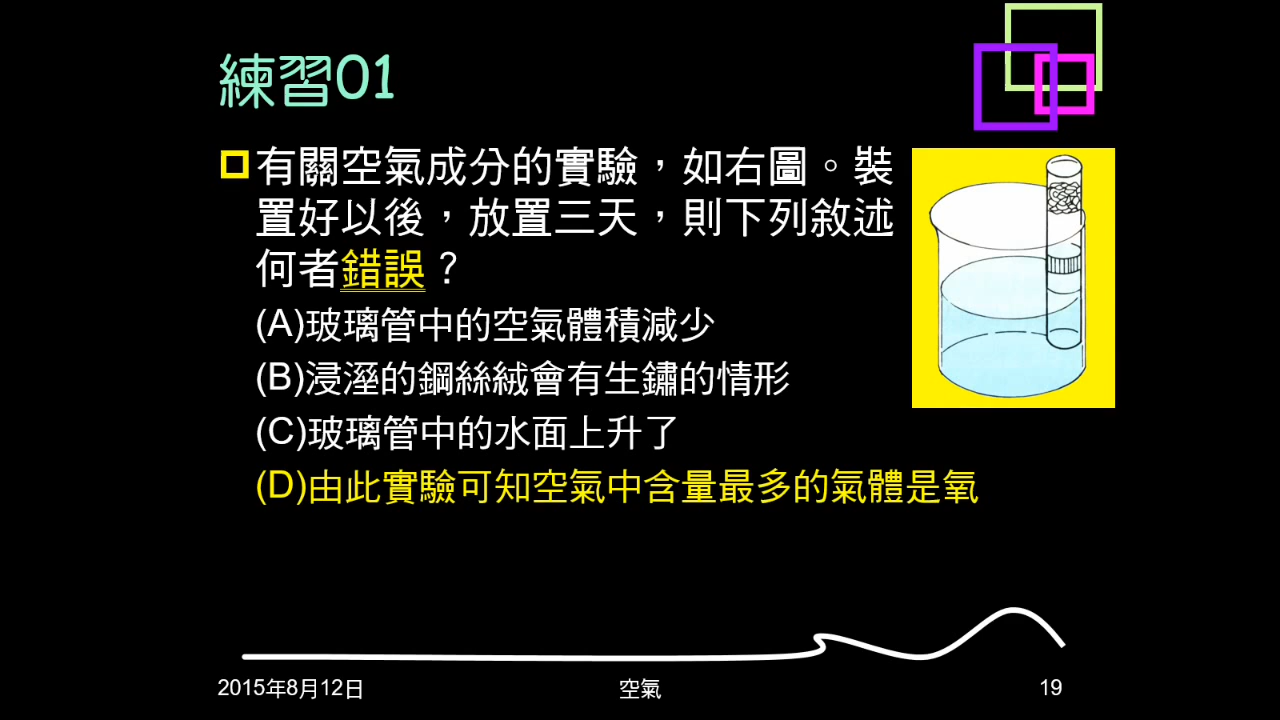 練習01
有關空氣成分的實驗，如右圖。裝
置好以後，放置三天，則下列敘述
何者錯誤？
(A)玻璃管中的空氣體積減少
(B)浸溼的鋼絲絨會有生鏽的情形
(C)玻璃管中的水面上升了
(D)由此實驗可知空氣中含量最多的氣體是氧
2015年8月12日
空氣
19